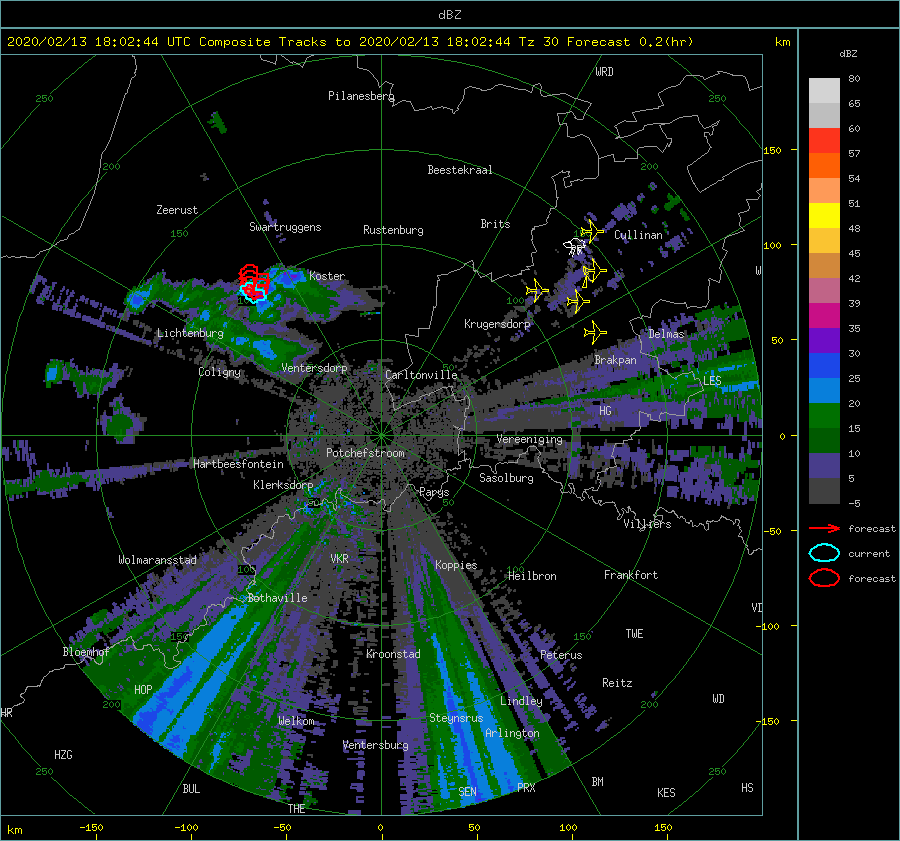 dBZ
2020/02/13 18:02:44 UTC Composite Tracks to 2020/02/13 18:02:44 Tz 30 Forecast 0.2(hr)
km
dBZ
80
65
60
57
54
51
48
45
42
39
35
30
25
20
15
10
5
-5
forecast
current
forecast
WRD
250
250
Pilanesberg
150
200
200
Beestekraal
Zeerust
150
Swartruggens
Rustenburg
Brits
Cullinan
100
Koster
W
100
Krugersdorp
Lichtenburg
Delmas
50
Brakpan
Coligny
Ventersdorp
Carltonville
LES
HG
0
Vereeniging
Potchefstroom
Hartbeesfontein
Sasolburg
Klerksdorp
Parys
50
50
Villiers
-50
Wolmaransstad
VKR
Koppies
100
100
Heilbron
Frankfort
Bothaville
VI
-100
150
150
TWE
Bloemhof
Kroonstad
Peterus
HOP
Reitz
WD
200
Lindley
200
HR
Welkom
Steynsrus
-150
Arlington
HZG
Ventersburg
250
250
BUL
SEN
PRX
BM
KES
HS
THE
km
-150
-100
-50
0
50
100
150